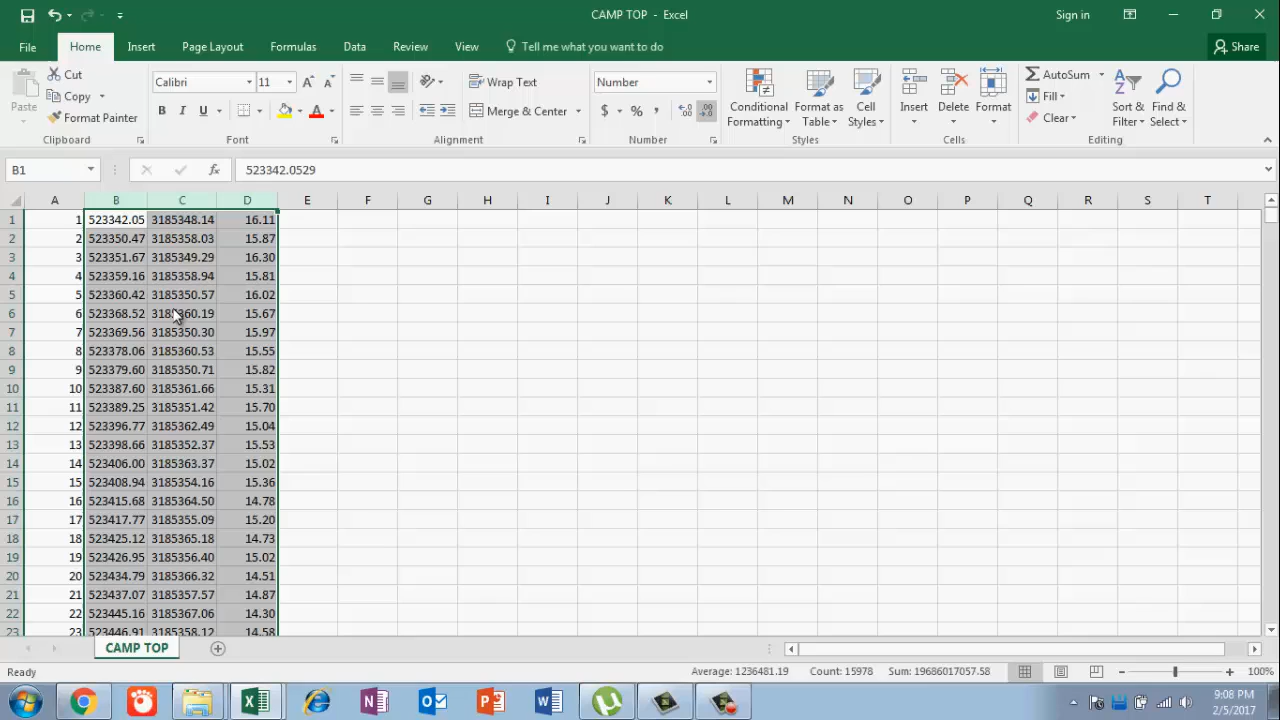 CAMP TOP - Excel
Sign in
File Home Insert Page Layout Formulas Data Review View Tell me what you want to do Share
Paste
Cut
Copy
Format Painter
Clipboard
Calibri 11
B I U
Font
Wrap Text
Merge & Center
Alignment
Number
$ % ,
Number
Conditional Formatting
Format as Table
Cell Styles
Styles
Insert Delete Format
Cells
AutoSum
Fill
Clear
Sort & Filter
Find & Select
Editing
B1 fx 523342.0529
A B C D E F G H I J K L M N O P Q R S T
1 1 523342.05 3185348.14 16.11
2 2 523350.47 3185358.03 15.87
3 3 523351.67 3185349.29 16.30
4 4 523359.16 3185358.94 15.81
5 5 523360.42 3185350.57 16.02
6 6 523368.52 3185360.19 15.67
7 7 523369.56 3185350.30 15.97
8 8 523378.06 3185360.53 15.55
9 9 523379.60 3185350.71 15.82
10 10 523387.60 3185361.66 15.31
11 11 523389.25 3185351.42 15.70
12 12 523396.77 3185362.49 15.04
13 13 523398.66 3185352.37 15.53
14 14 523406.00 3185363.37 15.02
15 15 523408.94 3185354.16 15.36
16 16 523415.68 3185364.50 14.78
17 17 523417.77 3185355.09 15.20
18 18 523425.12 3185365.18 14.73
19 19 523426.95 3185356.40 15.02
20 20 523434.79 3185366.32 14.51
21 21 523437.07 3185357.57 14.87
22 22 523445.16 3185367.06 14.30
23 23 523446.91 3185358.12 14.58
CAMP TOP
Ready Average: 1236481.19 Count: 15978 Sum: 19686017057.58 100%
9:08 PM
2/5/2017